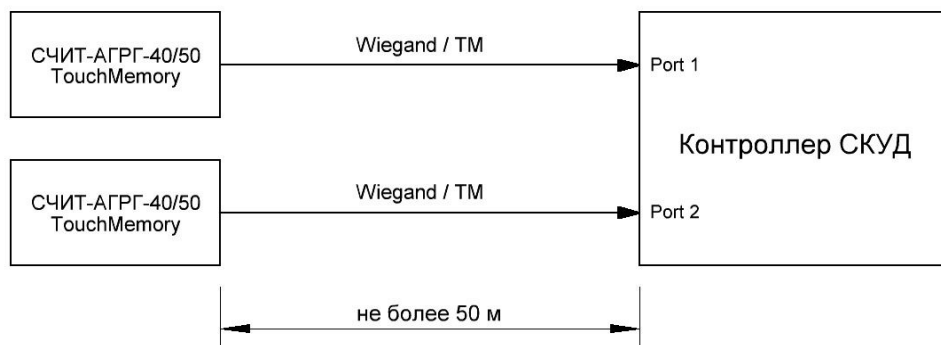 СЧИТ-АГРГ-40/50
TouchMemory
Wiegand / TM
Port 1
Контроллер СКУД
СЧИТ-АГРГ-40/50
TouchMemory
Wiegand / TM
Port 2
не более 50 м